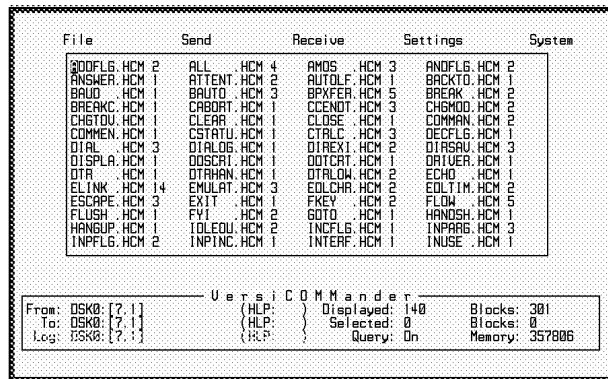 File Send Receive Settings System
ADDFLG.HCM 2 ALL .HCM 4 AMOS .HCM 3 ANDFLG.HCM 2
ANSWER.HCM 1 ATTENT.HCM 2 AUTOLF.HCM 1 BACKTO.HCM 1
BAUD .HCM 1 BAUTO .HCM 3 BPXFER.HCM 5 BREAK .HCM 2
BREAKC.HCM 1 CABORT.HCM 1 CCENDT.HCM 3 CHGMOD.HCM 2
CHGTDV.HCM 1 CLEAR .HCM 1 CLOSE .HCM 1 COMMAN.HCM 2
COMMEN.HCM 1 CSTATU.HCM 1 CTRLC .HCM 3 DECFLG.HCM 1
DIAL .HCM 3 DIALOG.HCM 1 DIREXI.HCM 2 DIRSAV.HCM 3
DISPLA.HCM 1 DOSCRI.HCM 1 DOTCRT.HCM 1 DRIVER.HCM 1
DTR .HCM 1 DTRHAN.HCM 1 DTRLOW.HCM 2 ECHO .HCM 1
ELINK .HCM 14 EMULAT.HCM 3 EOLCHR.HCM 2 EOLTIM.HCM 2
ESCAPE.HCM 3 EXIT .HCM 1 FKEY .HCM 2 FLOW .HCM 5
FLUSH .HCM 1 FYI .HCM 2 GOTO .HCM 1 HANDSH.HCM 1
HANGUP.HCM 1 IDLEOU.HCM 2 INCFLG.HCM 1 INPARG.HCM 3
INPFLG.HCM 2 INPINC.HCM 1 INTERF.HCM 1 INUSE .HCM 1
VersiCOMMander
From: DSK0:[7,1] (HLP: ) Displayed: 140 Blocks: 301
To: DSK0:[7,1] (HLP: ) Selected: 0 Blocks: 0
Log: DSK0:[7,1] (HLP: ) Query: On Memory: 357806